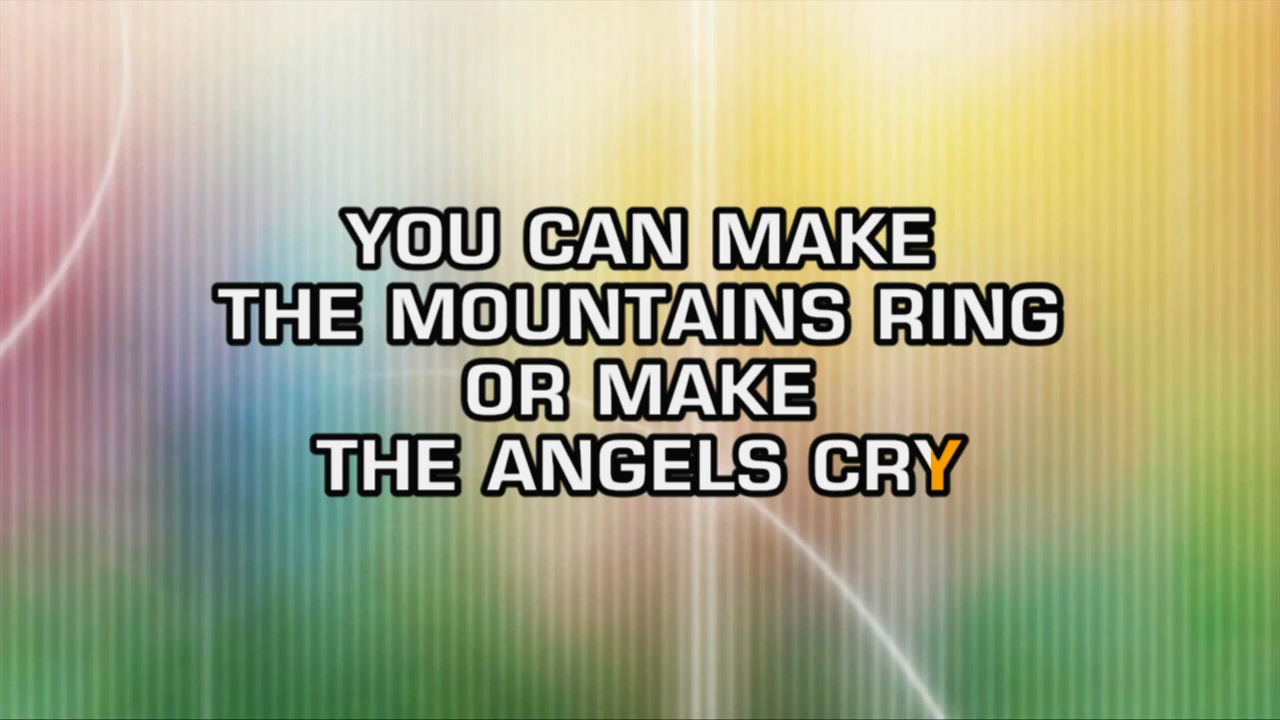 YOU CAN MAKE
THE MOUNTAINS RING
OR MAKE
THE ANGELS CRY